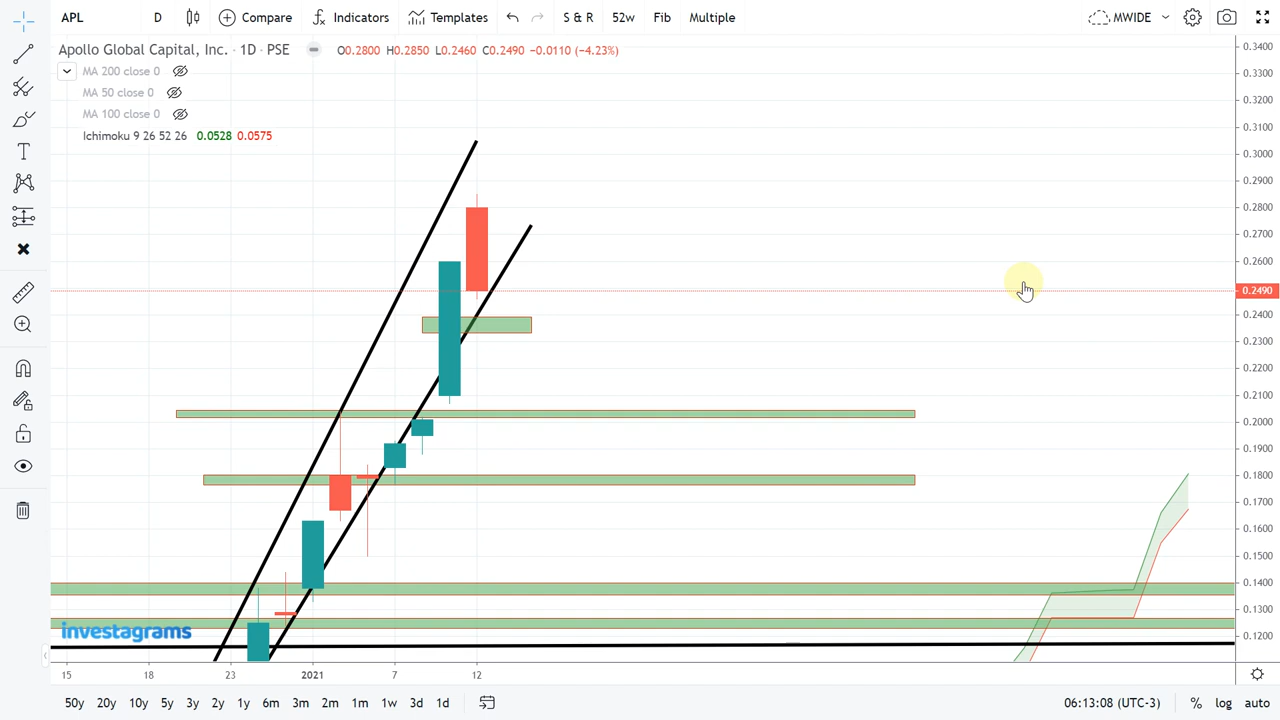 APL D Compare Indicators Templates S & R 52w Fib Multiple MWIDE
Apollo Global Capital, Inc. · 1D · PSE O0.2800 H0.2850 L0.2460 C0.2490 -0.0110 (-4.23%)
MA 200 close 0
MA 50 close 0
MA 100 close 0
Ichimoku 9 26 52 26 0.0528 0.0575
0.3400
0.3300
0.3200
0.3100
0.3000
0.2900
0.2800
0.2700
0.2600
0.2490
0.2400
0.2300
0.2200
0.2100
0.2000
0.1900
0.1800
0.1700
0.1600
0.1500
0.1400
0.1300
0.1200
investagrams
15 18 23 2021 7 12
50y 20y 10y 5y 3y 2y 1y 6m 3m 2m 1m 1w 3d 1d 06:13:08 (UTC-3) % log auto